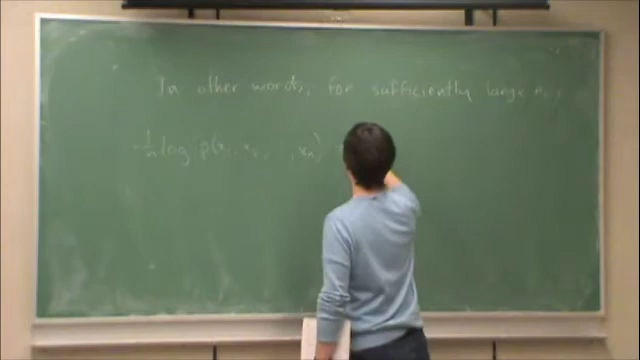 In other words, for sufficiently large n,
-1/n log p(x₁, x₂, , xₙ)